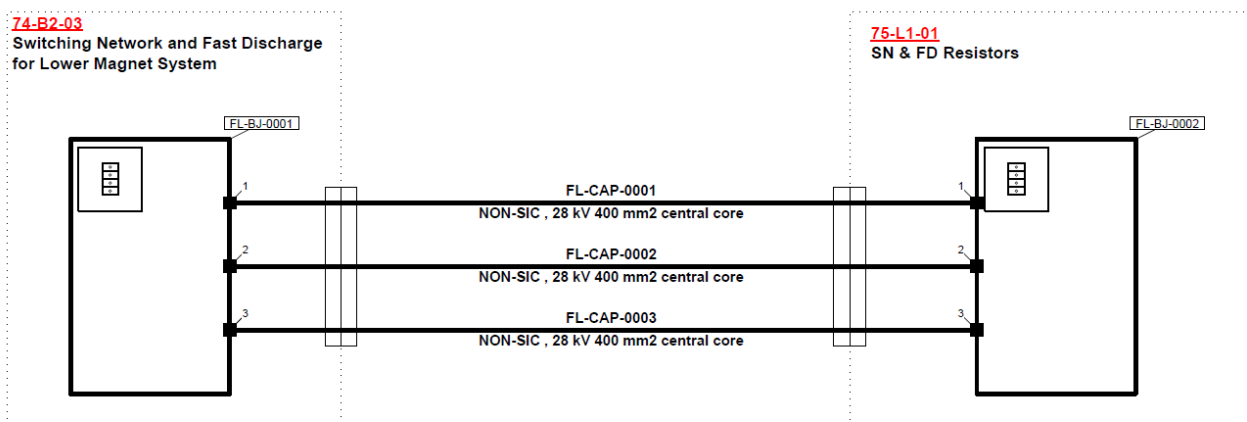 74-B2-03
Switching Network and Fast Discharge
for Lower Magnet System
75-L1-01
SN & FD Resistors
FL-BJ-0001
FL-BJ-0002
1
FL-CAP-0001
1
NON-SIC , 28 kV 400 mm2 central core
2
FL-CAP-0002
2
NON-SIC , 28 kV 400 mm2 central core
3
FL-CAP-0003
3
NON-SIC , 28 kV 400 mm2 central core